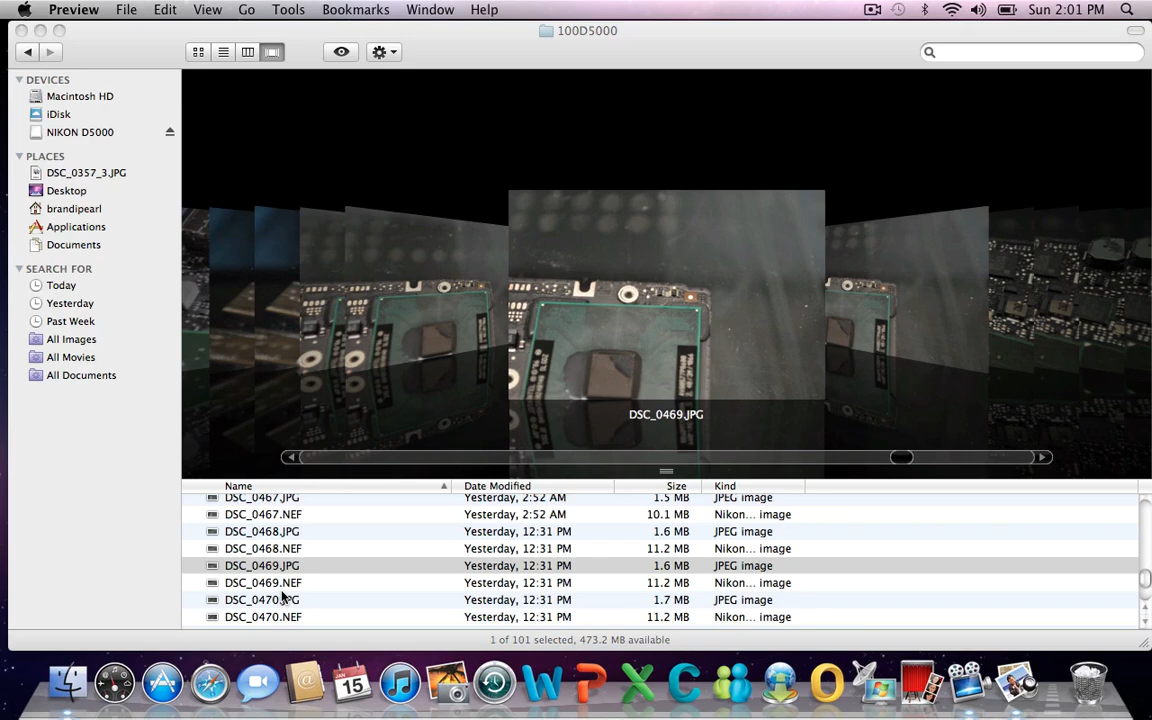 Preview File Edit View Go Tools Bookmarks Window Help Sun 2:01 PM
100D5000
DEVICES
Macintosh HD
iDisk
NIKON D5000
PLACES
DSC_0357_3.JPG
Desktop
brandipearl
Applications
Documents
SEARCH FOR
Today
Yesterday
Past Week
All Images
All Movies
All Documents
DSC_0469.JPG
Name Date Modified Size Kind
DSC_0467.JPG Yesterday, 2:52 AM 1.5 MB JPEG image
DSC_0467.NEF Yesterday, 2:52 AM 10.1 MB Nikon... image
DSC_0468.JPG Yesterday, 12:31 PM 1.6 MB JPEG image
DSC_0468.NEF Yesterday, 12:31 PM 11.2 MB Nikon... image
DSC_0469.JPG Yesterday, 12:31 PM 1.6 MB JPEG image
DSC_0469.NEF Yesterday, 12:31 PM 11.2 MB Nikon... image
DSC_0470.JPG Yesterday, 12:31 PM 1.7 MB JPEG image
DSC_0470.NEF Yesterday, 12:31 PM 11.2 MB Nikon... image
1 of 101 selected, 473.2 MB available
JAN
15